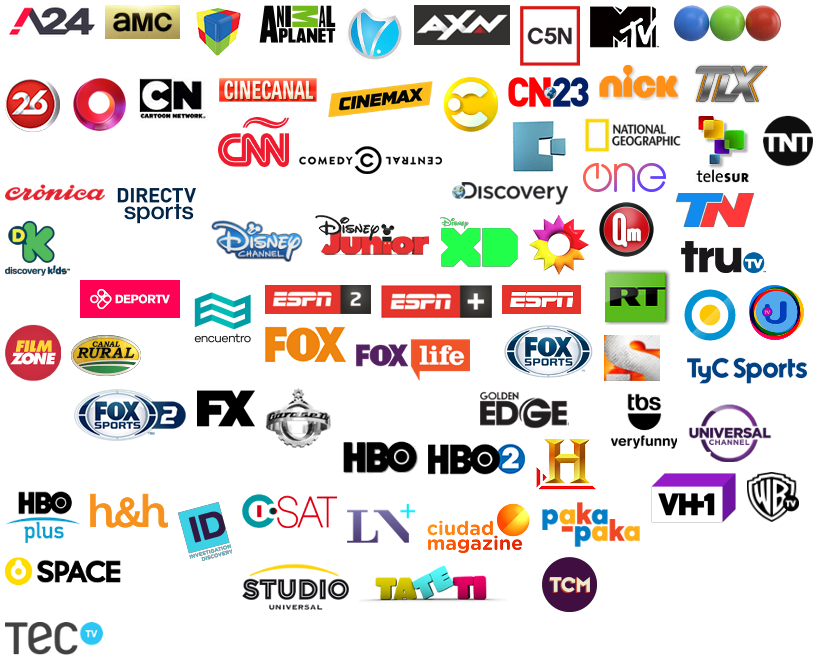 A24
aMC
ANIMAL
PLANET
AXN
C5N
MTV
26
CN
CARTOON NETWORK
CINECANAL
CINEMAX
CN23
nick
CNN
COMEDY CENTRAL
NATIONAL
GEOGRAPHIC
teleSUR
TNT
one
crónica
DIRECTV
sports
Discovery
TN
D K
discovery kids
Disney
CHANNEL
Disney
Junior
Disney
XD
Qm
truTV
DEPORTV
encuentro
ESPN 2
ESPN +
ESPN
RT
TV U
FILM
ZONE
CANAL
RURAL
FOX
FOX life
FOX
SPORTS
TyC Sports
FOX
SPORTS 2
FX
GOLDEN
EDGE
tbs
veryfunny
UNIVERSAL
CHANNEL
HBO
HBO2
H
HBO
plus
h&h
ID
INVESTIGATION
DISCOVERY
I·SAT
LN+
ciudad
magazine
paka-
paka
VH1
WB TV
SPACE
STUDIO
UNIVERSAL
TATETI
TCM
TEC TV